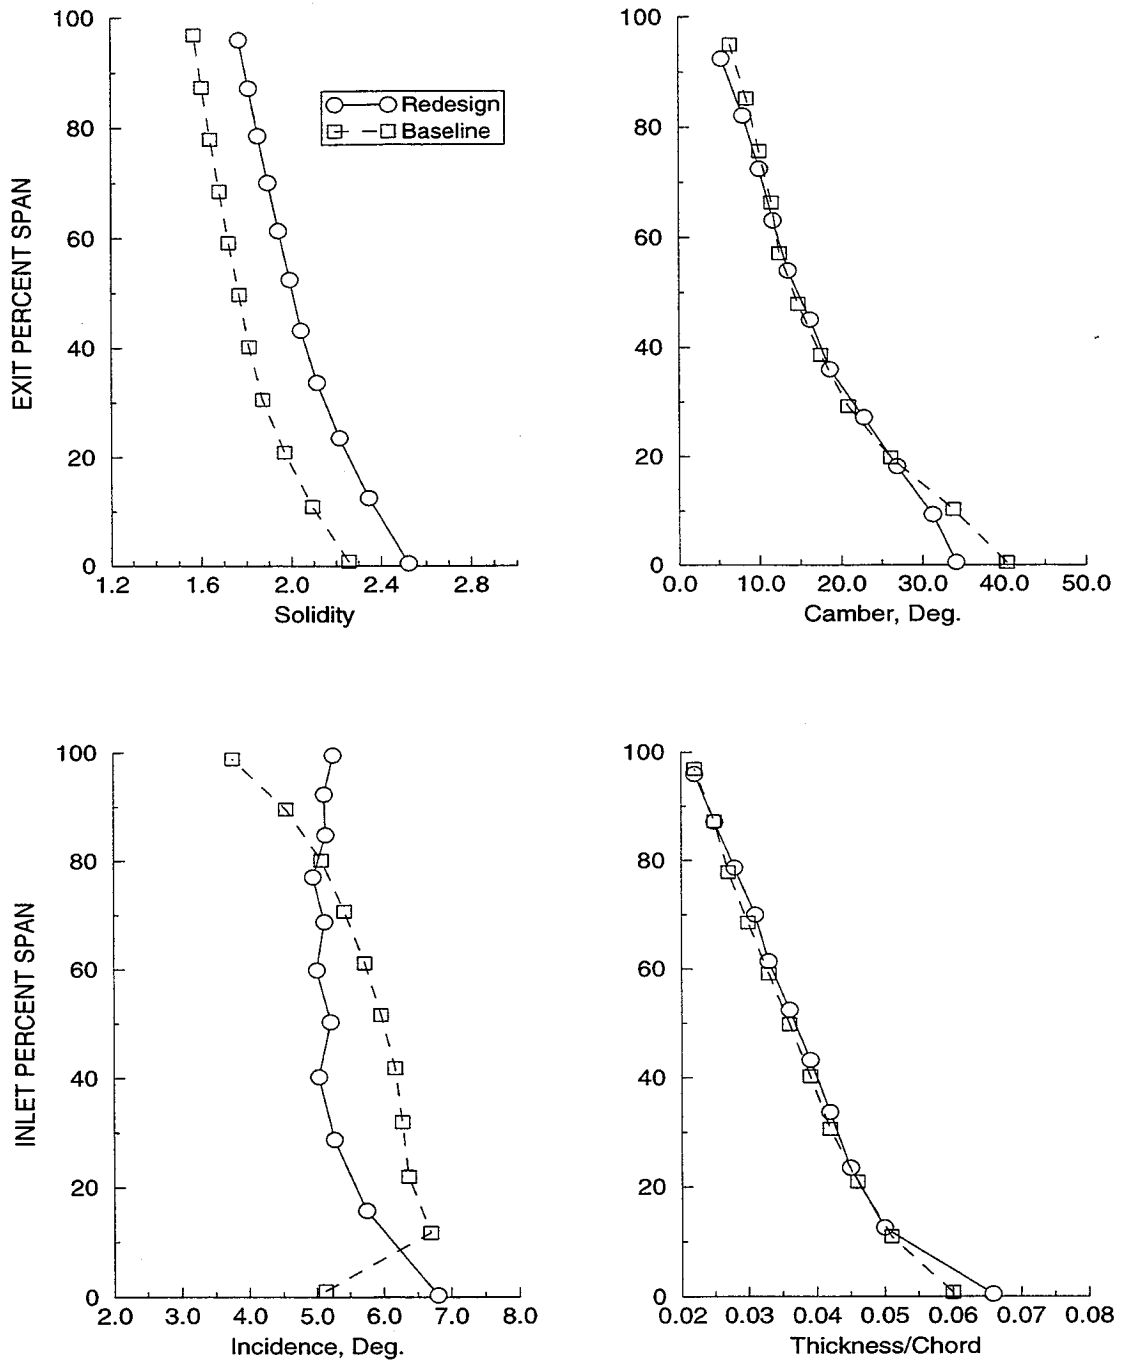 100
80
60
40
20
0
EXIT PERCENT SPAN
1.2 1.6 2.0 2.4 2.8
Solidity
Redesign
Baseline
100
80
60
40
20
0
0.0 10.0 20.0 30.0 40.0 50.0
Camber, Deg.
100
80
60
40
20
0
INLET PERCENT SPAN
2.0 3.0 4.0 5.0 6.0 7.0 8.0
Incidence, Deg.
100
80
60
40
20
0
0.02 0.03 0.04 0.05 0.06 0.07 0.08
Thickness/Chord